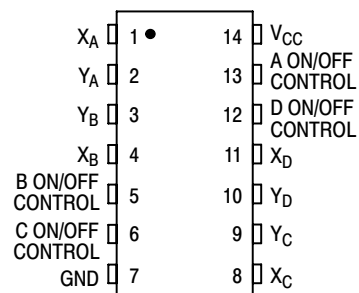 XA 1 14 VCC
YA 2 13 A ON/OFF CONTROL
YB 3 12 D ON/OFF CONTROL
XB 4 11 XD
B ON/OFF CONTROL 5 10 YD
C ON/OFF CONTROL 6 9 YC
GND 7 8 XC